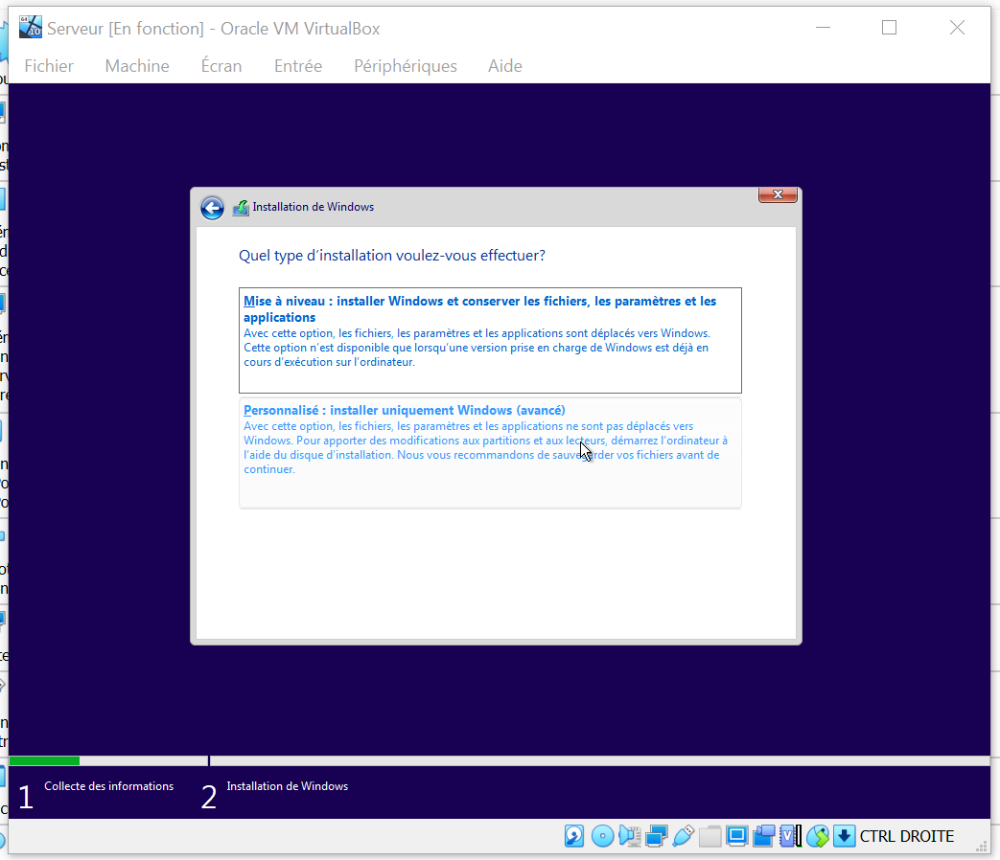 Serveur [En fonction] - Oracle VM VirtualBox
Fichier Machine Écran Entrée Périphériques Aide
Installation de Windows
Quel type d'installation voulez-vous effectuer?
Mise à niveau : installer Windows et conserver les fichiers, les paramètres et les
applications
Avec cette option, les fichiers, les paramètres et les applications sont déplacés vers Windows.
Cette option n'est disponible que lorsqu'une version prise en charge de Windows est déjà en
cours d'exécution sur l'ordinateur.
Personnalisé : installer uniquement Windows (avancé)
Avec cette option, les fichiers, les paramètres et les applications ne sont pas déplacés vers
Windows. Pour apporter des modifications aux partitions et aux lecteurs, démarrez l'ordinateur à
l'aide du disque d'installation. Nous vous recommandons de sauvegarder vos fichiers avant de
continuer.
1 Collecte des informations 2 Installation de Windows
CTRL DROITE